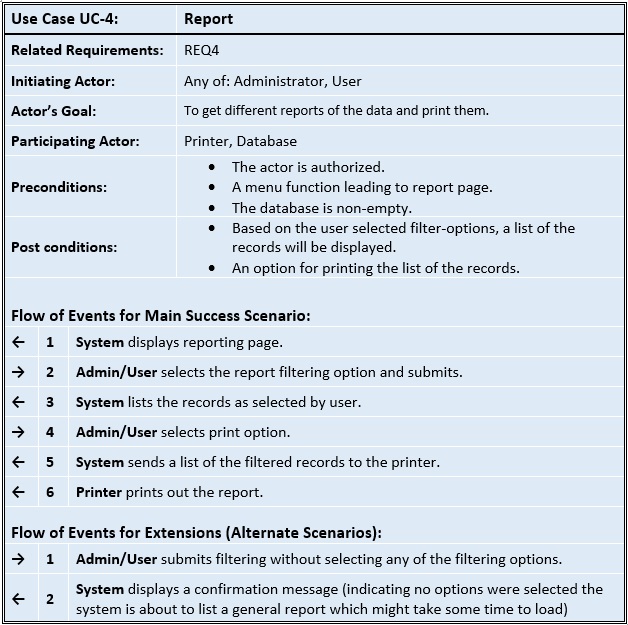 Use Case UC-4: Report
Related Requirements: REQ4
Initiating Actor: Any of: Administrator, User
Actor’s Goal: To get different reports of the data and print them.
Participating Actor: Printer, Database
Preconditions:
• The actor is authorized.
• A menu function leading to report page.
• The database is non-empty.
Post conditions:
• Based on the user selected filter-options, a list of the
records will be displayed.
• An option for printing the list of the records.
Flow of Events for Main Success Scenario:
← 1 System displays reporting page.
→ 2 Admin/User selects the report filtering option and submits.
← 3 System lists the records as selected by user.
→ 4 Admin/User selects print option.
← 5 System sends a list of the filtered records to the printer.
← 6 Printer prints out the report.
Flow of Events for Extensions (Alternate Scenarios):
→ 1 Admin/User submits filtering without selecting any of the filtering options.
← 2 System displays a confirmation message (indicating no options were selected the
system is about to list a general report which might take some time to load)